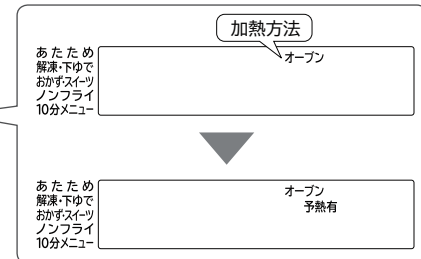 加熱方法
オーブン
あたため
解凍・下ゆで
おかず・スイーツ
ノンフライ
10分メニュー
オーブン
予熱有
あたため
解凍・下ゆで
おかず・スイーツ
ノンフライ
10分メニュー